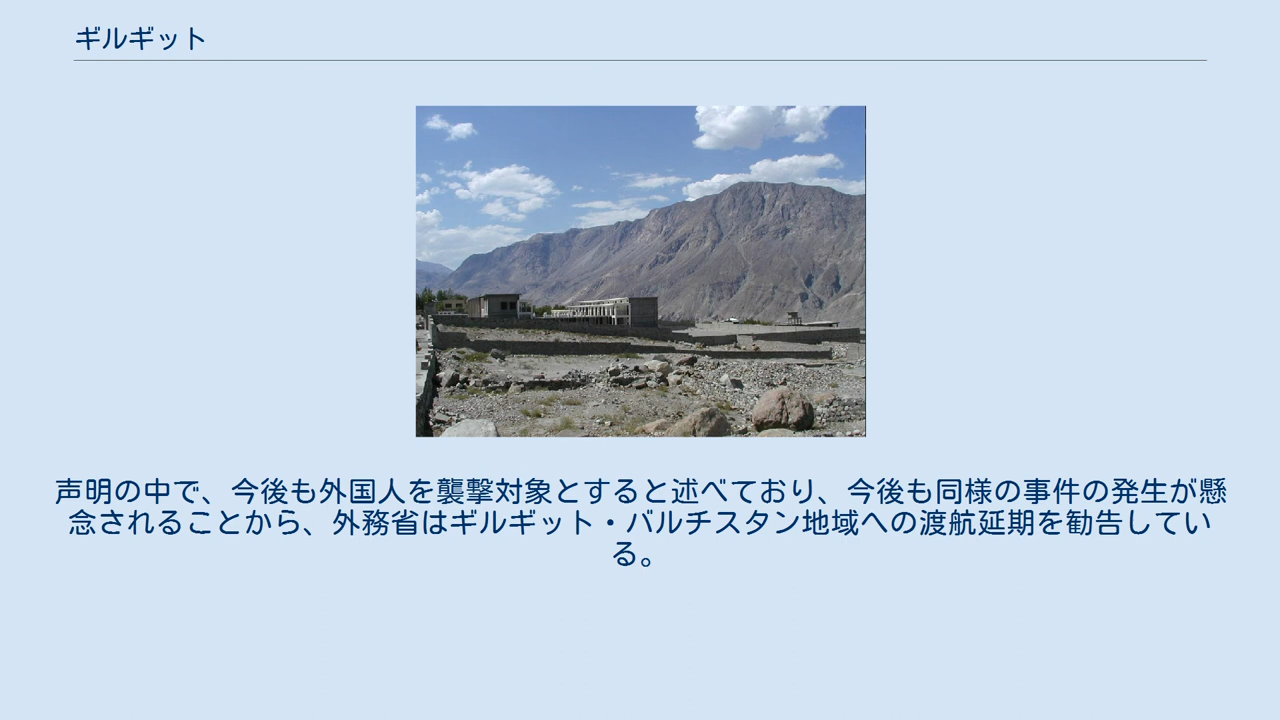 ギルギット
声明の中で、今後も外国人を襲撃対象とすると述べており、今後も同様の事件の発生が懸
念されることから、外務省はギルギット・バルチスタン地域への渡航延期を勧告してい
る。